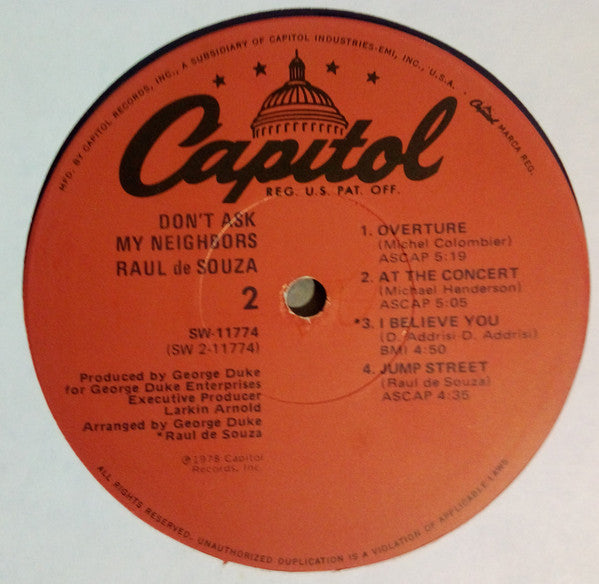 MFD. BY CAPITOL RECORDS, INC., A SUBSIDIARY OF CAPITOL INDUSTRIES-EMI, INC., U.S.A. . Capitol MARCA REG.
Capitol
REG. U.S. PAT. OFF.
DON'T ASK
MY NEIGHBORS
RAUL de SOUZA
2
SW-11774
(SW 2-11774)
Produced by George Duke
for George Duke Enterprises
Executive Producer
Larkin Arnold
Arranged by George Duke
*Raul de Souza
℗1978 Capitol
Records, Inc.
1. OVERTURE
(Michel Colombier)
ASCAP 5:19
2. AT THE CONCERT
(Michael Henderson)
ASCAP 5:05
*3. I BELIEVE YOU
(D. Addrisi-D. Addrisi)
BMI 4:50
4. JUMP STREET
(Raul de Souza)
ASCAP 4:35
ALL RIGHTS RESERVED. UNAUTHORIZED DUPLICATION IS A VIOLATION OF APPLICABLE LAWS